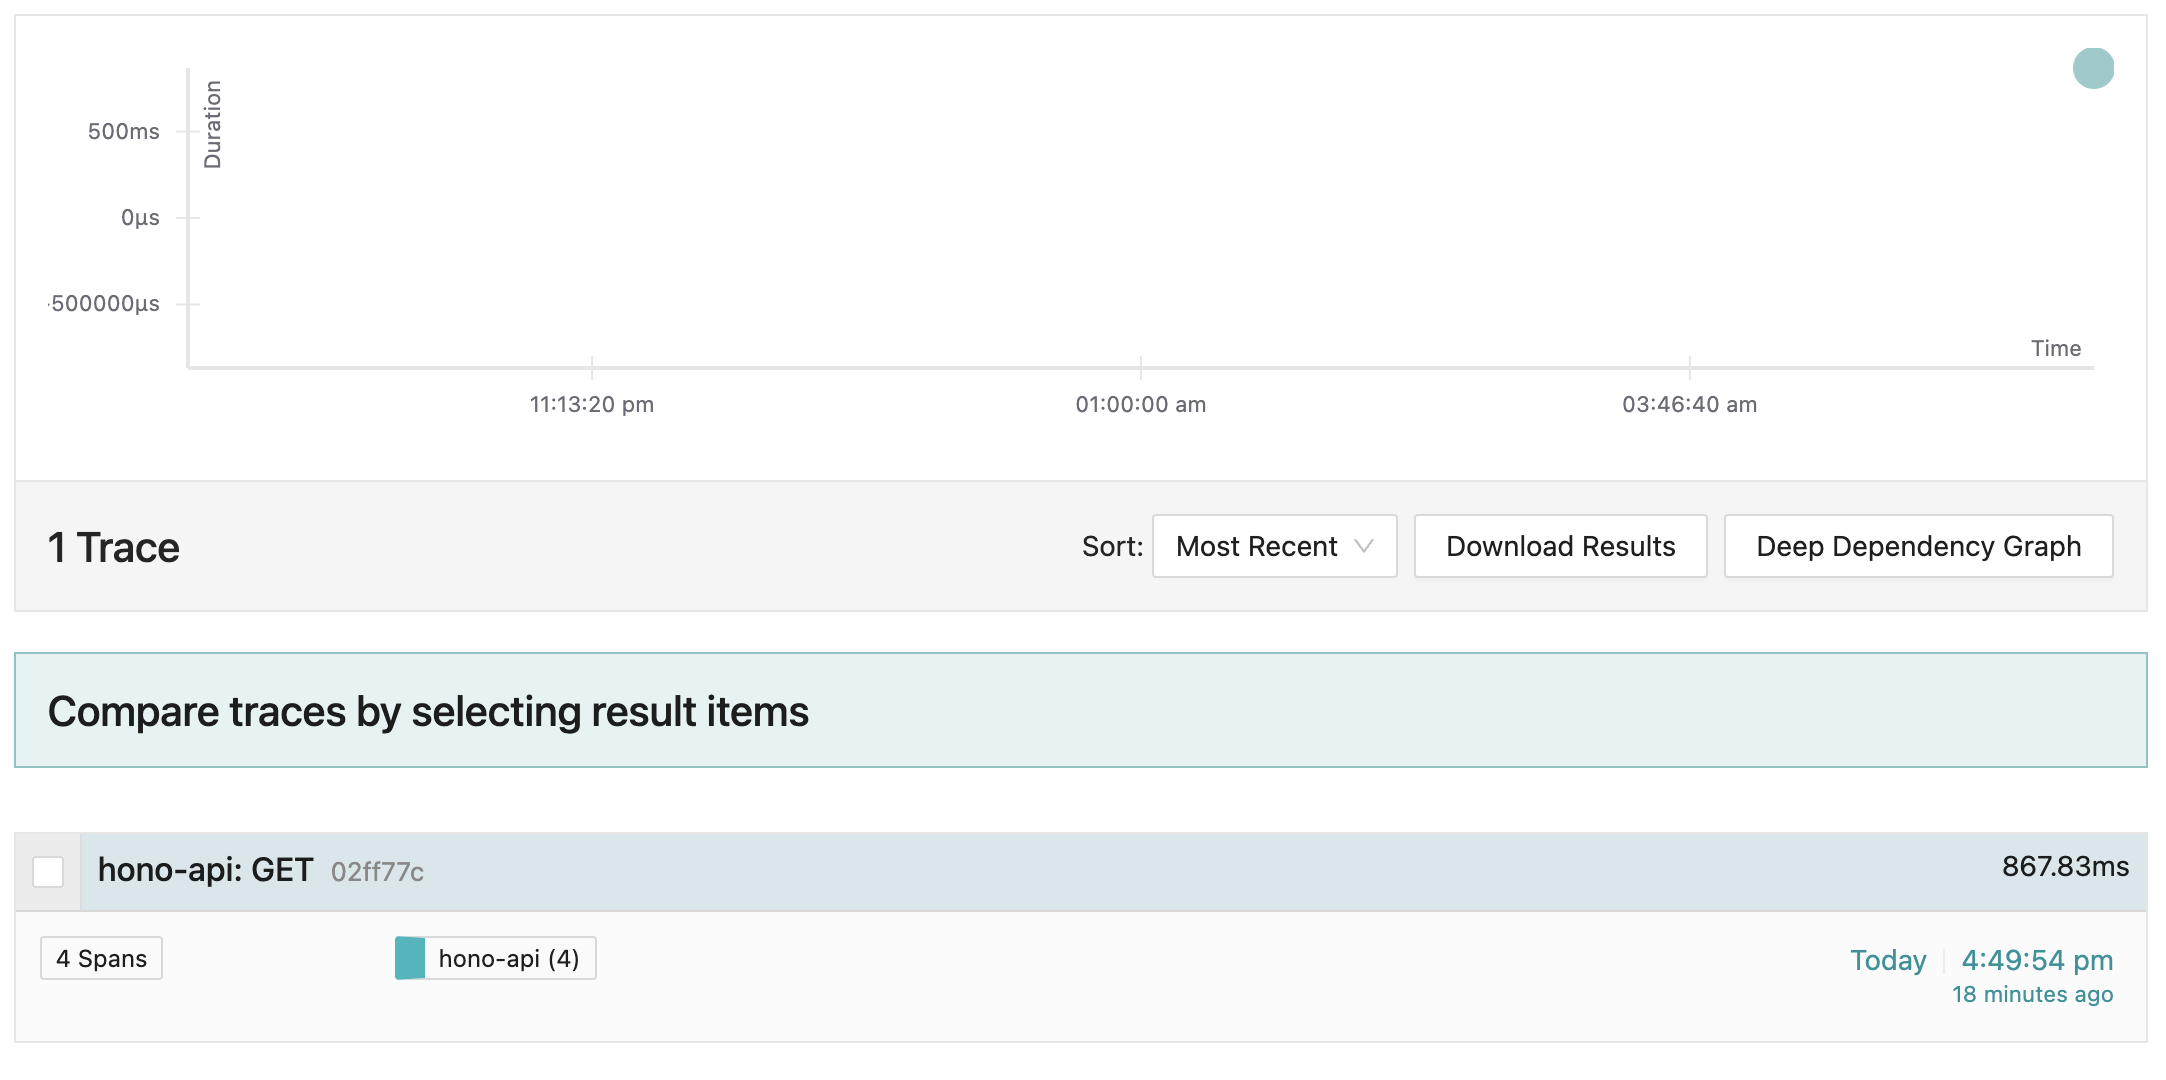 Duration
500ms
0μs
-500000μs
Time
11:13:20 pm
01:00:00 am
03:46:40 am
1 Trace
Sort: Most Recent
Download Results
Deep Dependency Graph
Compare traces by selecting result items
hono-api: GET 02ff77c
867.83ms
4 Spans
hono-api (4)
Today 4:49:54 pm
18 minutes ago